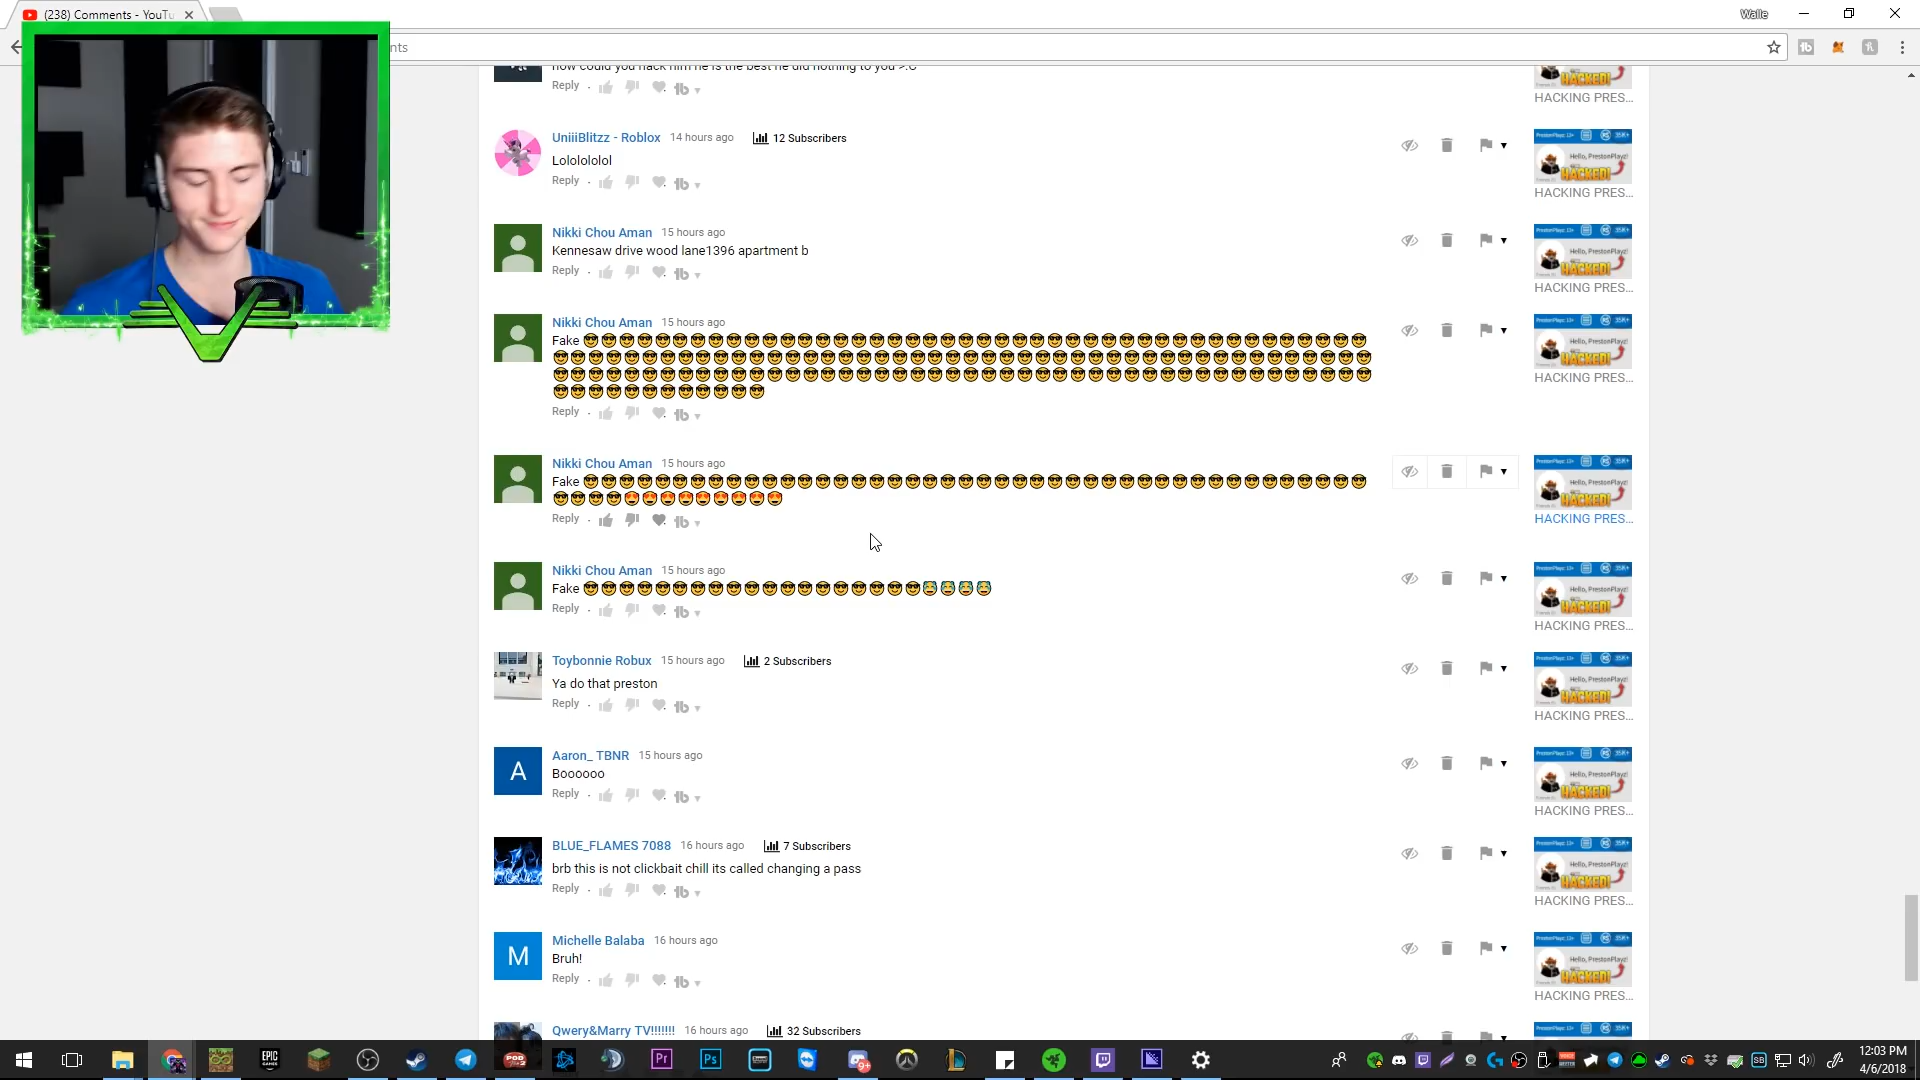 (238) Comments - YouTu
Walle
nts
how could you hack him he is the best he did nothing to you >:C
Reply
HACKING PRES...
UniiiBlitzz - Roblox 14 hours ago 12 Subscribers
Lolololololol
Reply
HACKING PRES...
Nikki Chou Aman 15 hours ago
Kennesaw drive wood lane1396 apartment b
Reply
HACKING PRES...
Nikki Chou Aman 15 hours ago
Fake
Reply
HACKING PRES...
Nikki Chou Aman 15 hours ago
Fake
Reply
HACKING PRES...
Nikki Chou Aman 15 hours ago
Fake
Reply
HACKING PRES...
Toybonnie Robux 15 hours ago 2 Subscribers
Ya do that preston
Reply
HACKING PRES...
Aaron_ TBNR 15 hours ago
Boooooo
Reply
HACKING PRES...
BLUE_FLAMES 7088 16 hours ago 7 Subscribers
brb this is not clickbait chill its called changing a pass
Reply
HACKING PRES...
Michelle Balaba 16 hours ago
Bruh!
Reply
HACKING PRES...
Qwery&Marry TV!!!!!!! 16 hours ago 32 Subscribers
Hello, PrestonPlayz!
HACKED!
12:03 PM
4/6/2018